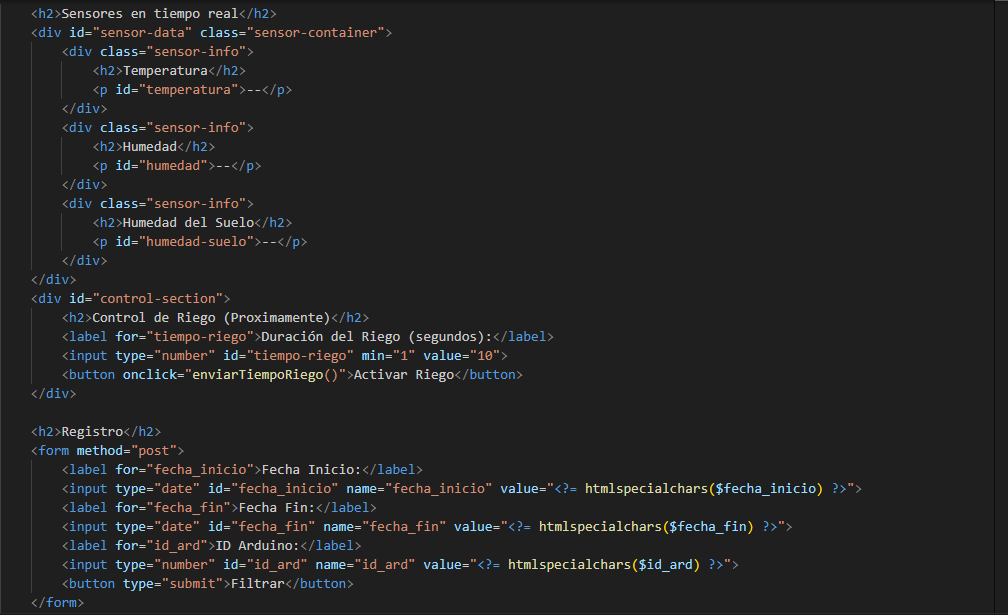 <h2>Sensores en tiempo real</h2>
<div id="sensor-data" class="sensor-container">
<div class="sensor-info">
<h2>Temperatura</h2>
<p id="temperatura">--</p>
</div>
<div class="sensor-info">
<h2>Humedad</h2>
<p id="humedad">--</p>
</div>
<div class="sensor-info">
<h2>Humedad del Suelo</h2>
<p id="humedad-suelo">--</p>
</div>
</div>
<div id="control-section">
<h2>Control de Riego (Proximamente)</h2>
<label for="tiempo-riego">Duración del Riego (segundos):</label>
<input type="number" id="tiempo-riego" min="1" value="10">
<button onclick="enviarTiempoRiego()">Activar Riego</button>
</div>
<h2>Registro</h2>
<form method="post">
<label for="fecha_inicio">Fecha Inicio:</label>
<input type="date" id="fecha_inicio" name="fecha_inicio" value="<?= htmlspecialchars($fecha_inicio) ?>">
<label for="fecha_fin">Fecha Fin:</label>
<input type="date" id="fecha_fin" name="fecha_fin" value="<?= htmlspecialchars($fecha_fin) ?>">
<label for="id_ard">ID Arduino:</label>
<input type="number" id="id_ard" name="id_ard" value="<?= htmlspecialchars($id_ard) ?>">
<button type="submit">Filtrar</button>
</form>